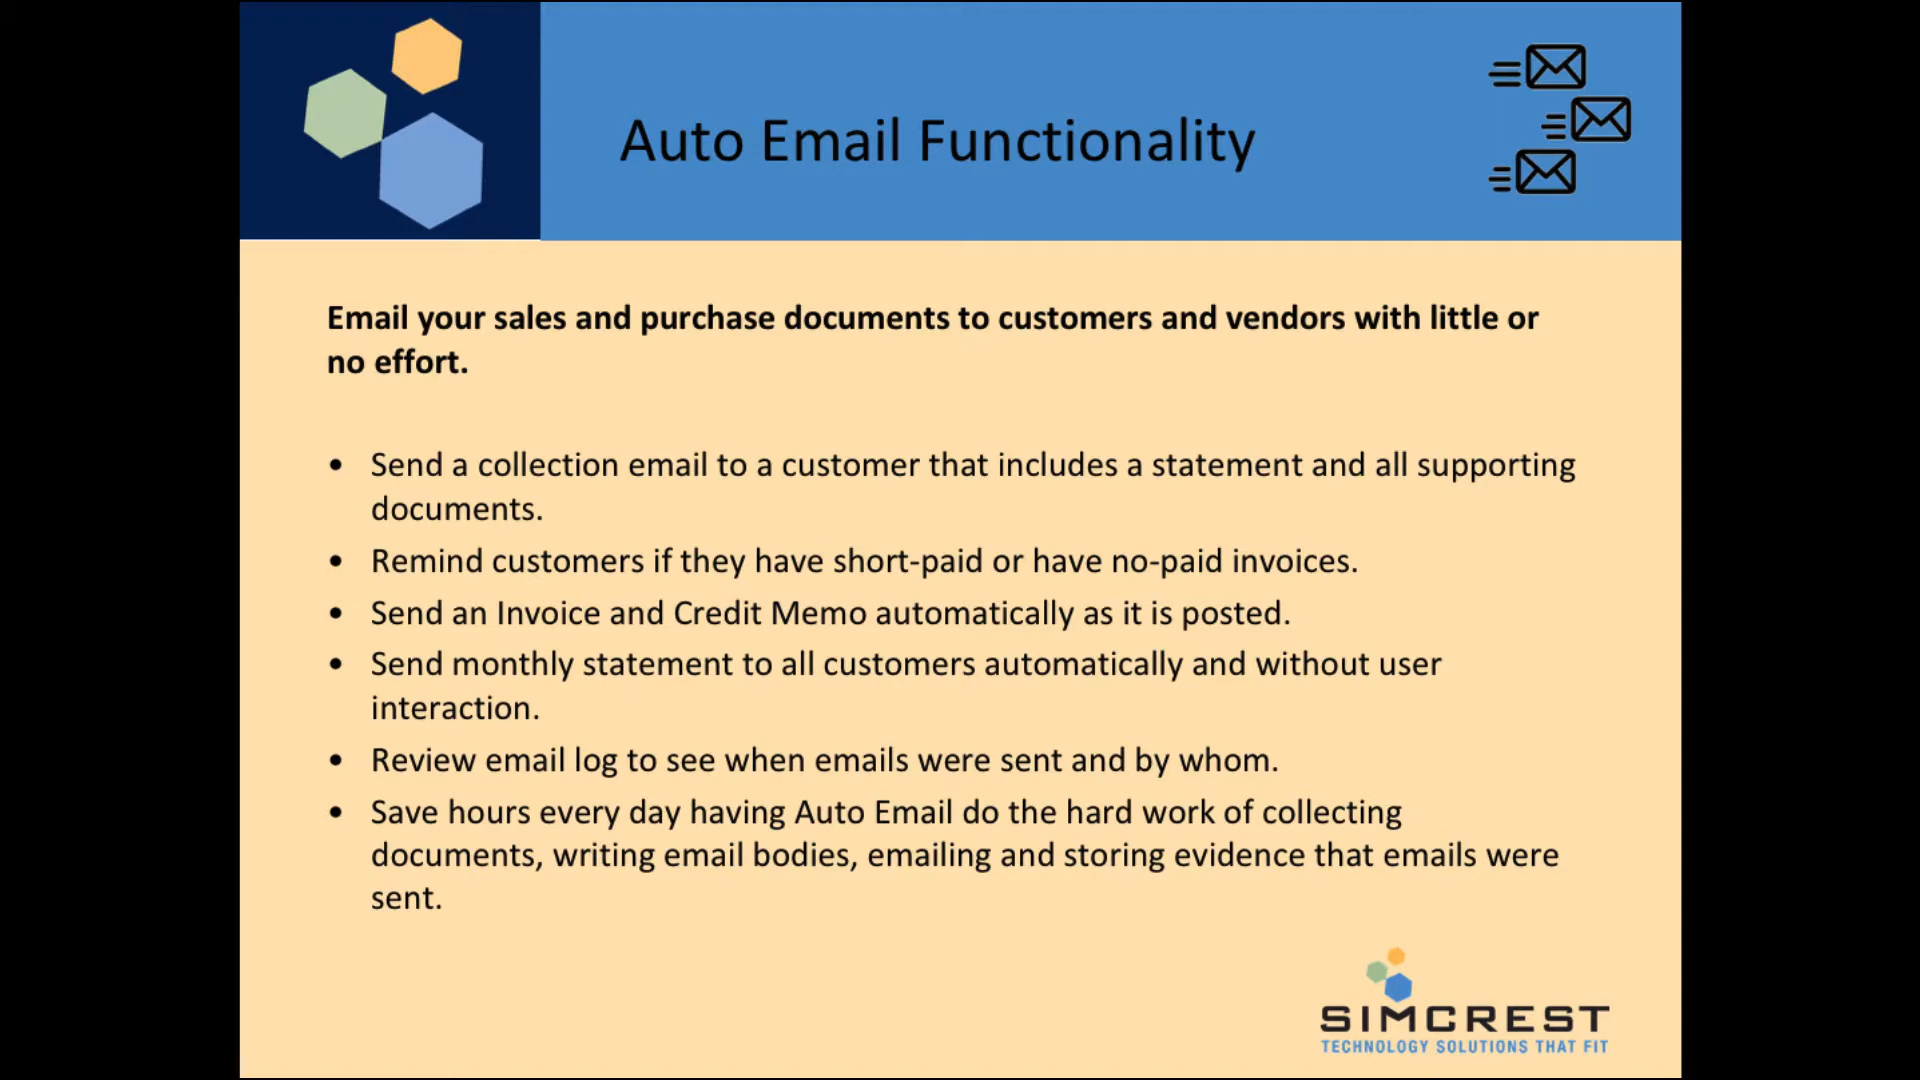 Auto Email Functionality
Email your sales and purchase documents to customers and vendors with little or
no effort.
• Send a collection email to a customer that includes a statement and all supporting
documents.
• Remind customers if they have short-paid or have no-paid invoices.
• Send an Invoice and Credit Memo automatically as it is posted.
• Send monthly statement to all customers automatically and without user
interaction.
• Review email log to see when emails were sent and by whom.
• Save hours every day having Auto Email do the hard work of collecting
documents, writing email bodies, emailing and storing evidence that emails were
sent.
SIMCREST
TECHNOLOGY SOLUTIONS THAT FIT